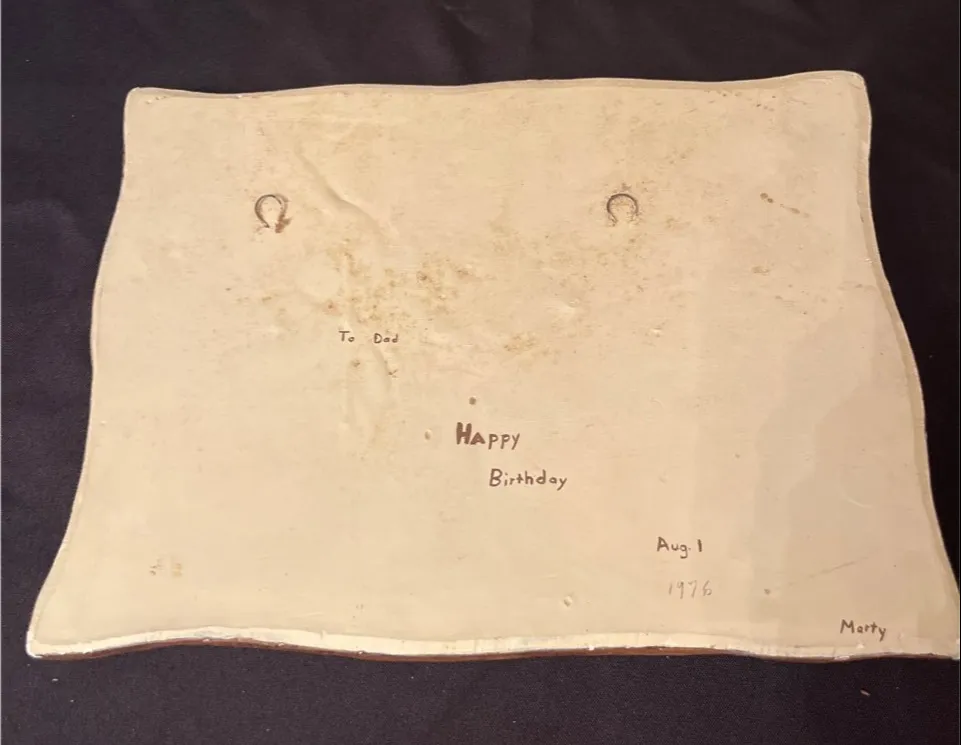 To Dad
Happy
Birthday
Aug. 1
1976
Marty